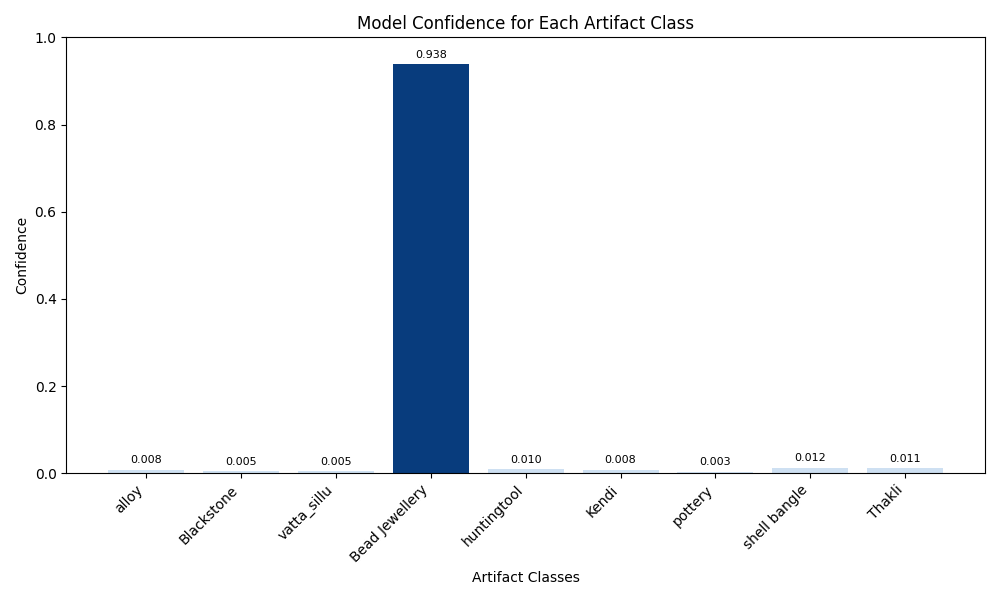 Model Confidence for Each Artifact Class
1.0
0.8
0.6
0.4
0.2
0.0
Confidence
0.008
0.005
0.005
0.938
0.010
0.008
0.003
0.012
0.011
alloy
Blackstone
vatta_sillu
Bead Jewellery
huntingtool
Kendi
pottery
shell bangle
Thakli
Artifact Classes